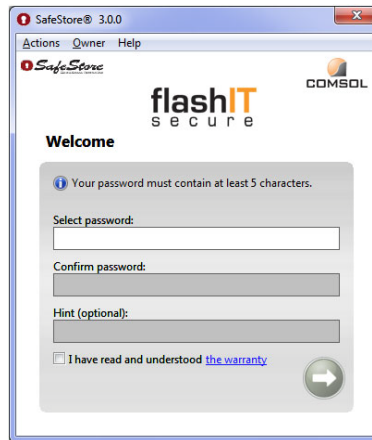 SafeStore® 3.0.0
Actions Owner Help
SafeStore
COMSOL
flashIT
secure
Welcome
Your password must contain at least 5 characters.
Select password:
Confirm password:
Hint (optional):
I have read and understood the warranty